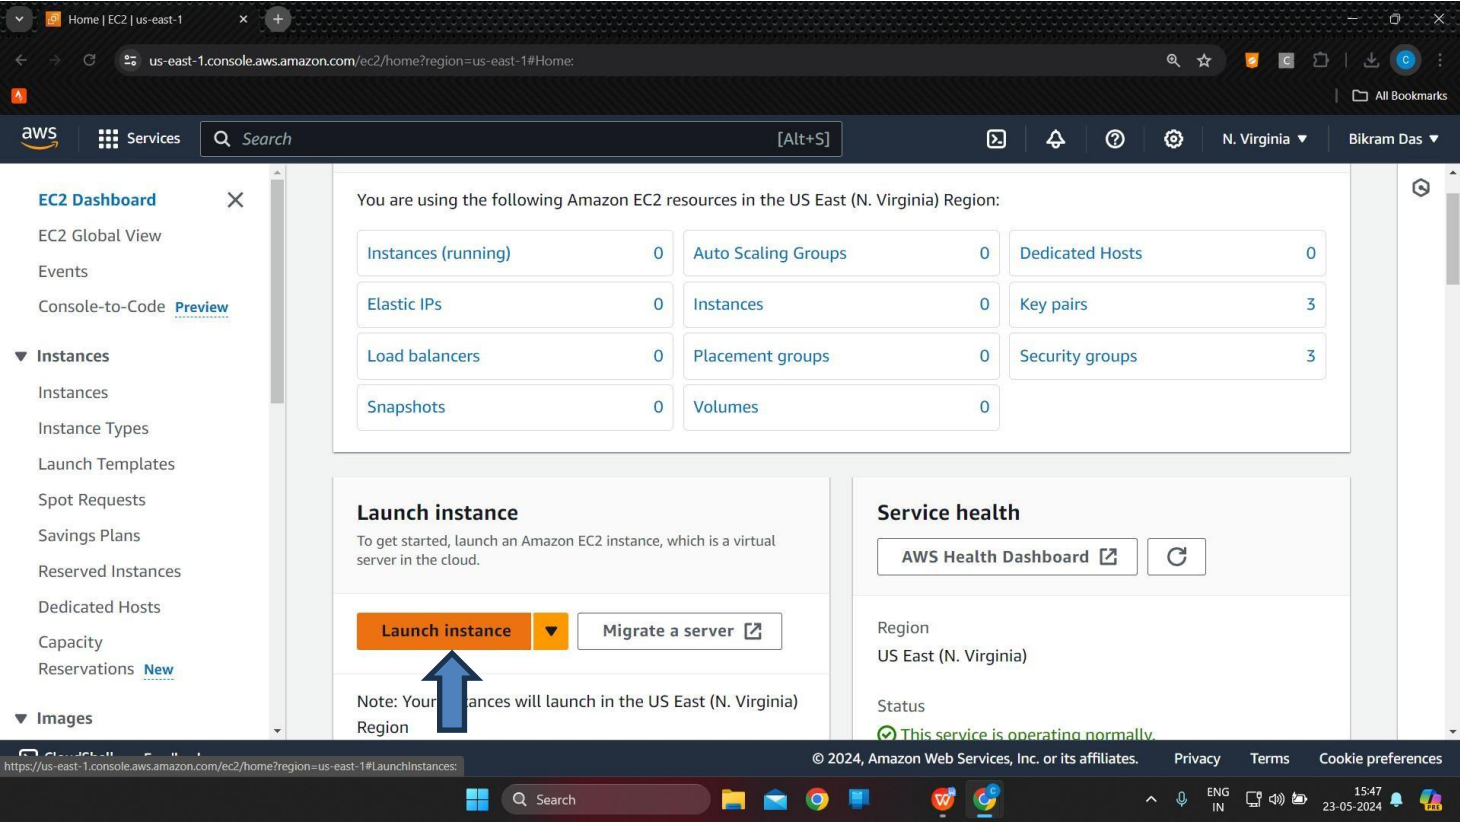 Home | EC2 | us-east-1
us-east-1.console.aws.amazon.com/ec2/home?region=us-east-1#Home:
C
C
All Bookmarks
aws
Services
Search
[Alt+S]
N. Virginia
Bikram Das
EC2 Dashboard
EC2 Global View
Events
Console-to-Code Preview
Instances
Instances
Instance Types
Launch Templates
Spot Requests
Savings Plans
Reserved Instances
Dedicated Hosts
Capacity
Reservations New
Images
You are using the following Amazon EC2 resources in the US East (N. Virginia) Region:
Instances (running) 0
Auto Scaling Groups 0
Dedicated Hosts 0
Elastic IPs 0
Instances 0
Key pairs 3
Load balancers 0
Placement groups 0
Security groups 3
Snapshots 0
Volumes 0
Launch instance
To get started, launch an Amazon EC2 instance, which is a virtual
server in the cloud.
Launch instance
Migrate a server
Note: Your ances will launch in the US East (N. Virginia)
Region
Service health
AWS Health Dashboard
Region
US East (N. Virginia)
Status
This service is operating normally.
https://us-east-1.console.aws.amazon.com/ec2/home?region=us-east-1#LaunchInstances:
© 2024, Amazon Web Services, Inc. or its affiliates.
Privacy
Terms
Cookie preferences
Search
W
C
ENG
IN
15:47
23-05-2024
PRE